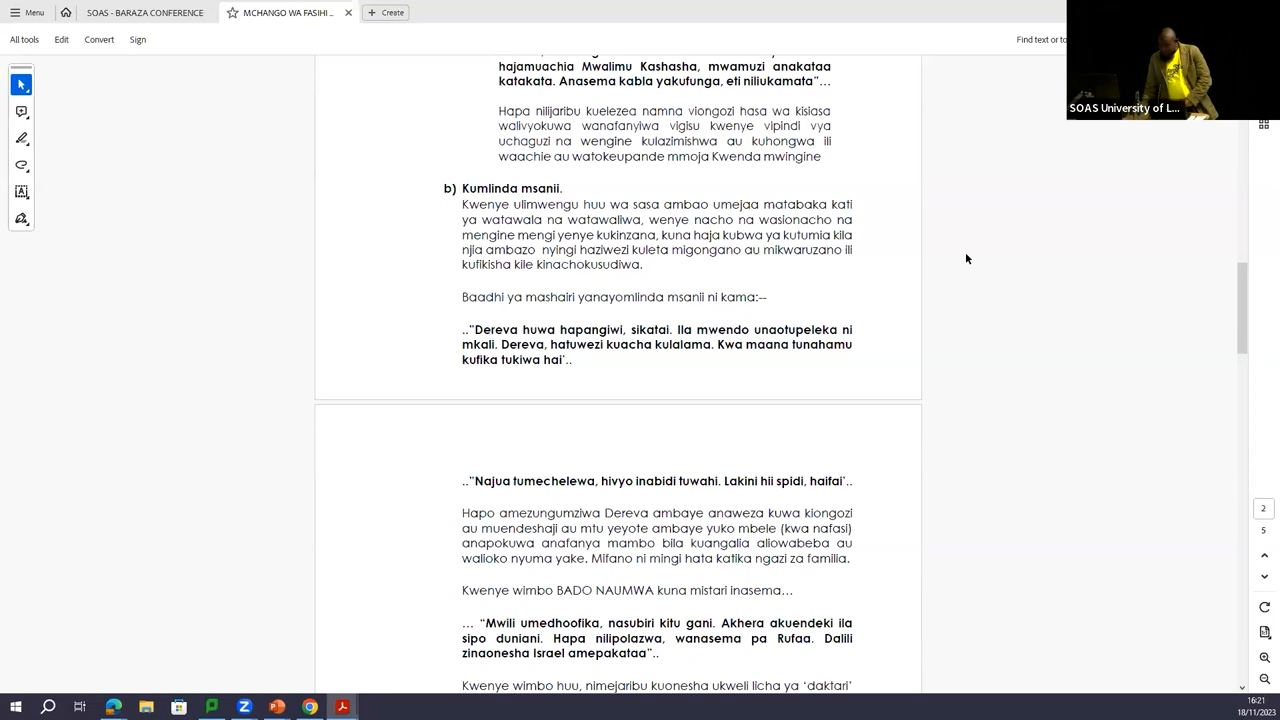 Menu
SOAS - BARAZA CONFERENCE
MCHANGO WA FASIHI ...
Create
All tools
Edit
Convert
Sign
Find text or to
SOAS University of L...
hajamuachia Mwalimu Kashasha, mwamuzi anakataa
katakata. Anasema kabla yakufunga, eti niliukamata"...
Hapa nilijaribu kuelezea namna viongozi hasa wa kisiasa
walivyokuwa wanafanyiwa vigisu kwenye vipindi vya
uchaguzi na wengine kulazimishwa au kuhongwa ili
waachie au watokeupande mmoja Kwenda mwingine
b) Kumlinda msanii.
Kwenye ulimwengu huu wa sasa ambao umejaa matabaka kati
ya watawala na watawaliwa, wenye nacho na wasionacho na
mengine mengi yenye kukinzana, kuna haja kubwa ya kutumia kila
njia ambazo nyingi haziwezi kuleta migongano au mikwaruzano ili
kufikisha kile kinachokusudiwa.
Baadhi ya mashairi yanayomlinda msanii ni kama:--
.."Dereva huwa hapangiwi, sikatai. Ila mwendo unaotupeleka ni
mkali. Dereva, hatuwezi kuacha kulalama. Kwa maana tunahamu
kufika tukiwa hai'..
.."Najua tumechelewa, hivyo inabidi tuwahi. Lakini hii spidi, haifai'..
Hapo amezungumziwa Dereva ambaye anaweza kuwa kiongozi
au muendeshaji au mtu yeyote ambaye yuko mbele (kwa nafasi)
anapokuwa anafanya mambo bila kuangalia aliowabeba au
walioko nyuma yake. Mifano ni mingi hata katika ngazi za familia.
Kwenye wimbo BADO NAUMWA kuna mistari inasema...
... "Mwili umedhoofika, nasubiri kitu gani. Akhera akuendeki ila
sipo duniani. Hapa nilipolazwa, wanasema pa Rufaa. Dalili
zinaonesha Israel amepakataa"..
Kwenye wimbo huu, nimejaribu kuonesha ukweli licha ya 'daktari'
2
5
16:21
18/11/2023